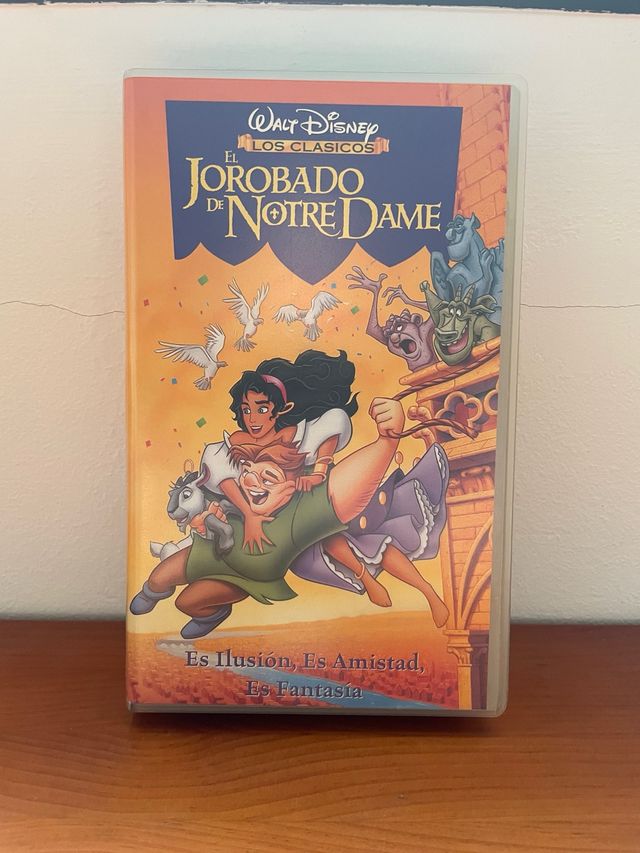 WALT DISNEY
LOS CLASICOS
EL
JOROBADO
DE NOTRE DAME
Es Ilusión, Es Amistad,
Es Fantasía